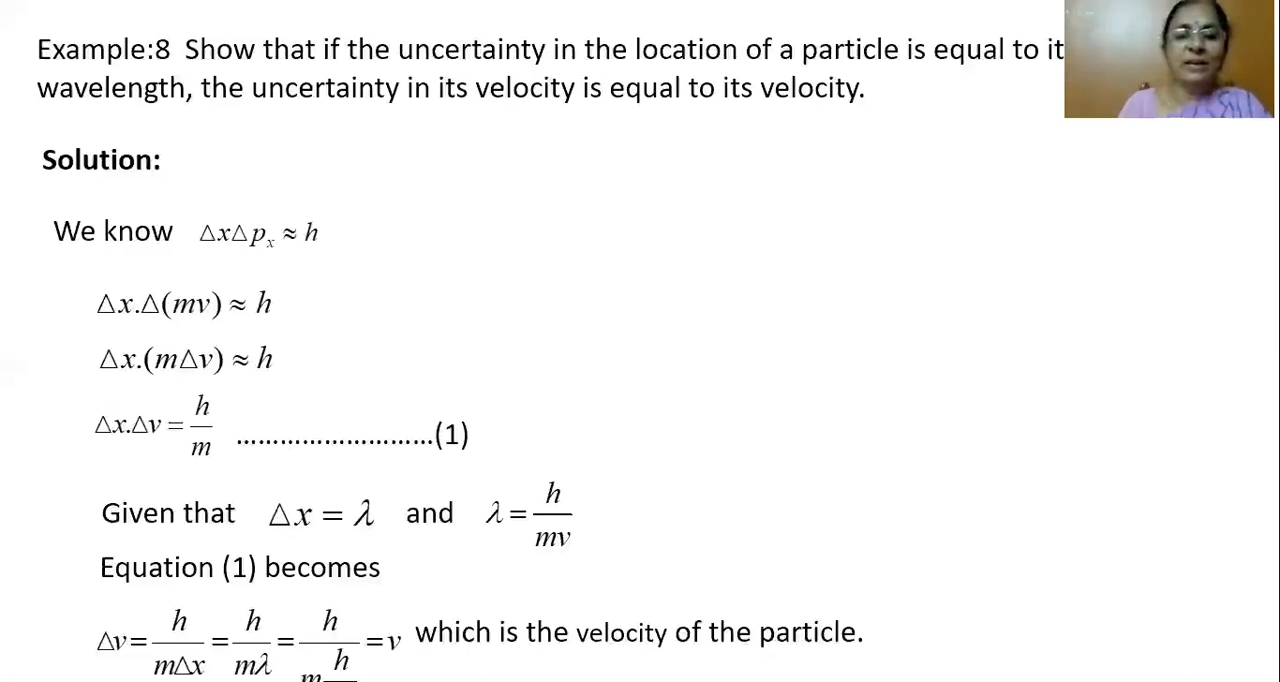 Example:8 Show that if the uncertainty in the location of a particle is equal to it
wavelength, the uncertainty in its velocity is equal to its velocity.
Solution:
We know △x△pₓ ≈ h
△x.△(mv) ≈ h
△x.(m△v) ≈ h
△x.△v = h/m ...........................(1)
Given that △x = λ and λ = h/mv
Equation (1) becomes
△v = h/m△x = h/mλ = h/m h = v which is the velocity of the particle.